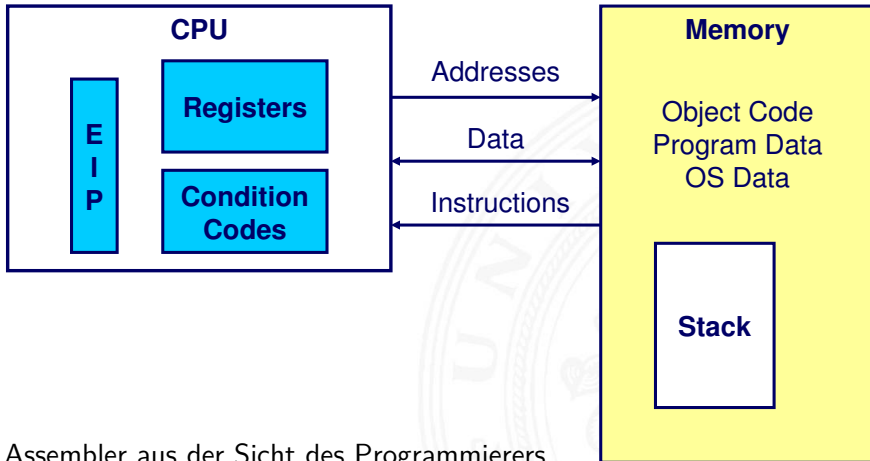 CPU
E
I
P
Registers
Condition
Codes
Addresses
Data
Instructions
Memory
Object Code
Program Data
OS Data
Stack
Assembler aus der Sicht des Programmierers